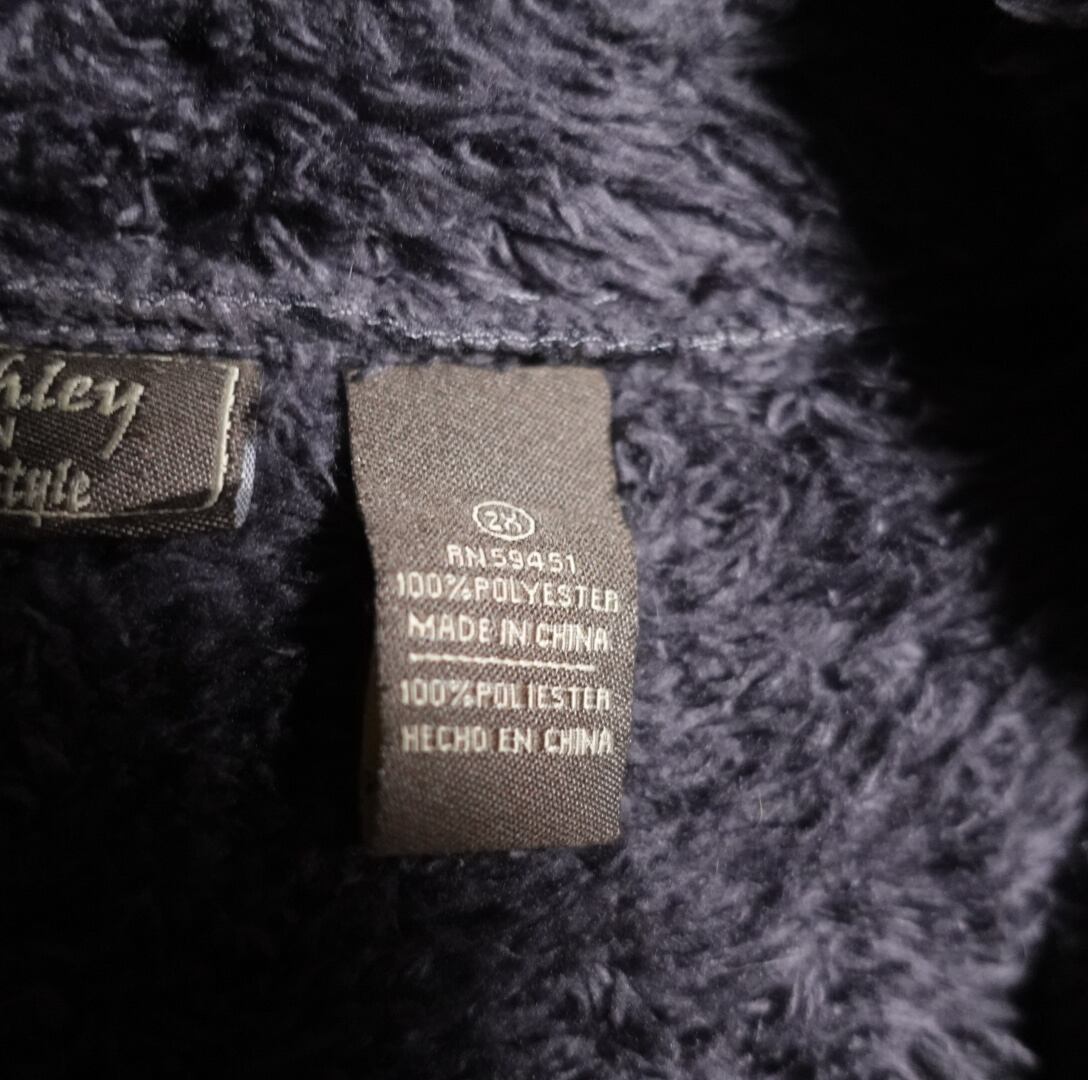 hley
style
2X
RN59451
100%POLYESTER
MADE IN CHINA
100%POLIESTER
HECHO EN CHINA